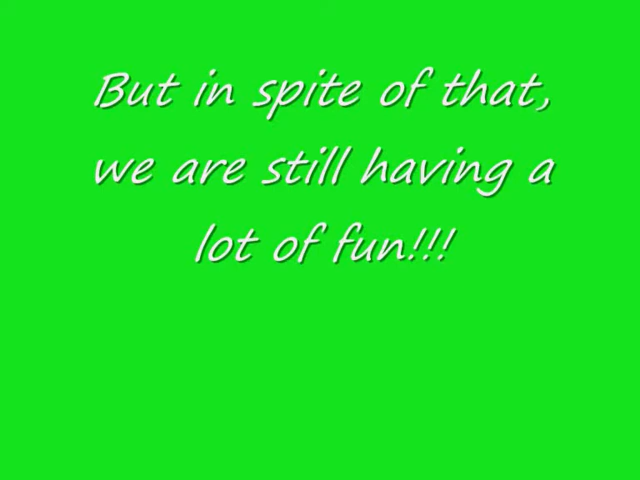 But in spite of that,
we are still having a
lot of fun!!!